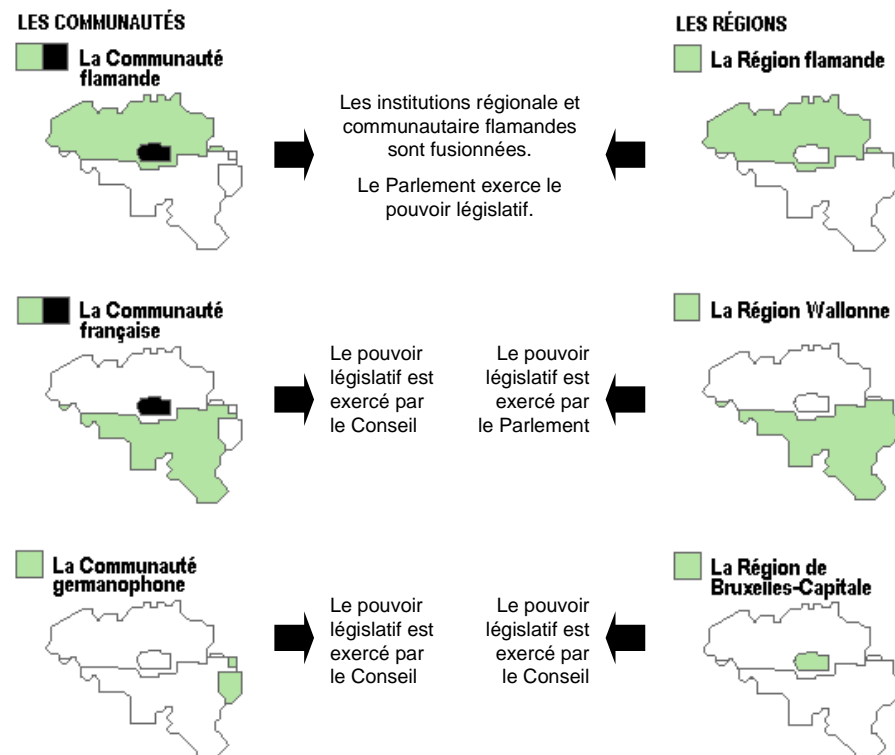 LES COMMUNAUTÉS
LES RÉGIONS
La Communauté
flamande
La Région flamande
Les institutions régionale et
communautaire flamandes
sont fusionnées.
Le Parlement exerce le
pouvoir législatif.
La Communauté
française
La Région Wallonne
Le pouvoir
législatif est
exercé par
le Conseil
Le pouvoir
législatif est
exercé par
le Parlement
La Communauté
germanophone
La Région de
Bruxelles-Capitale
Le pouvoir
législatif est
exercé par
le Conseil
Le pouvoir
législatif est
exercé par
le Conseil